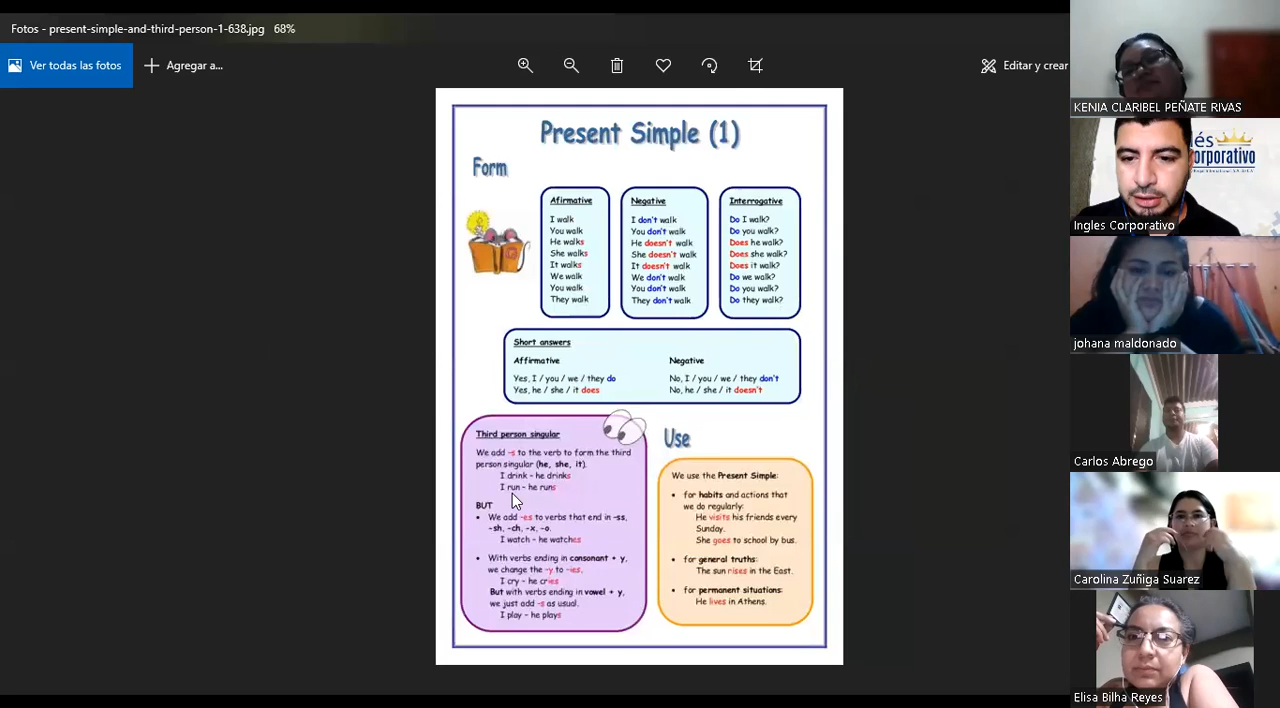 Fotos - present-simple-and-third-person-1-638.jpg 68%
Ver todas las fotos
Agregar a...
Editar y crear
Present Simple (1)
Form
Afirmative
I walk
You walk
He walks
She walks
It walks
We walk
You walk
They walk
Negative
I don't walk
You don't walk
He doesn't walk
She doesn't walk
It doesn't walk
We don't walk
You don't walk
They don't walk
Interrogative
Do I walk?
Do you walk?
Does he walk?
Does she walk?
Does it walk?
Do we walk?
Do you walk?
Do they walk?
Short answers
Affirmative
Yes, I / you / we / they do
Yes, he / she / it does
Negative
No, I / you / we / they don't
No, he / she / it doesn't
Third person singular
We add -s to the verb to form the third
person singular (he, she, it).
I drink - he drinks
I run - he runs
BUT
• We add -es to verbs that end in -ss,
-sh, -ch, -x, -o.
I watch - he watches
• With verbs ending in consonant + y,
we change the -y to -ies.
I cry - he cries
But with verbs ending in vowel + y,
we just add -s as usual.
I play - he plays
Use
We use the Present Simple:
• for habits and actions that
we do regularly:
He visits his friends every
Sunday.
She goes to school by bus.
• for general truths:
The sun rises in the East.
• for permanent situations:
He lives in Athens.
KENIA CLARIBEL PEÑATE RIVAS
és
orporativo
Ingles Corporativo
johana maldonado
Carlos Abrego
Carolina Zuñiga Suarez
Elisa Bilha Reyes